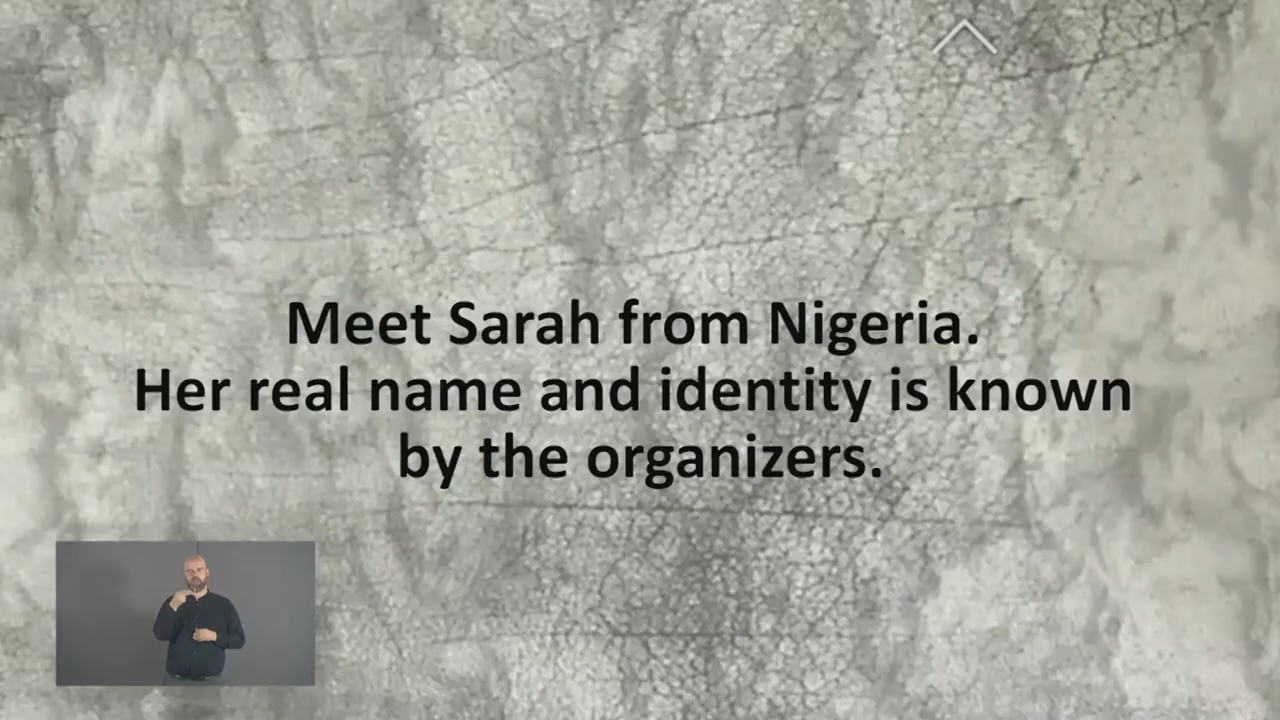 Meet Sarah from Nigeria.
Her real name and identity is known
by the organizers.